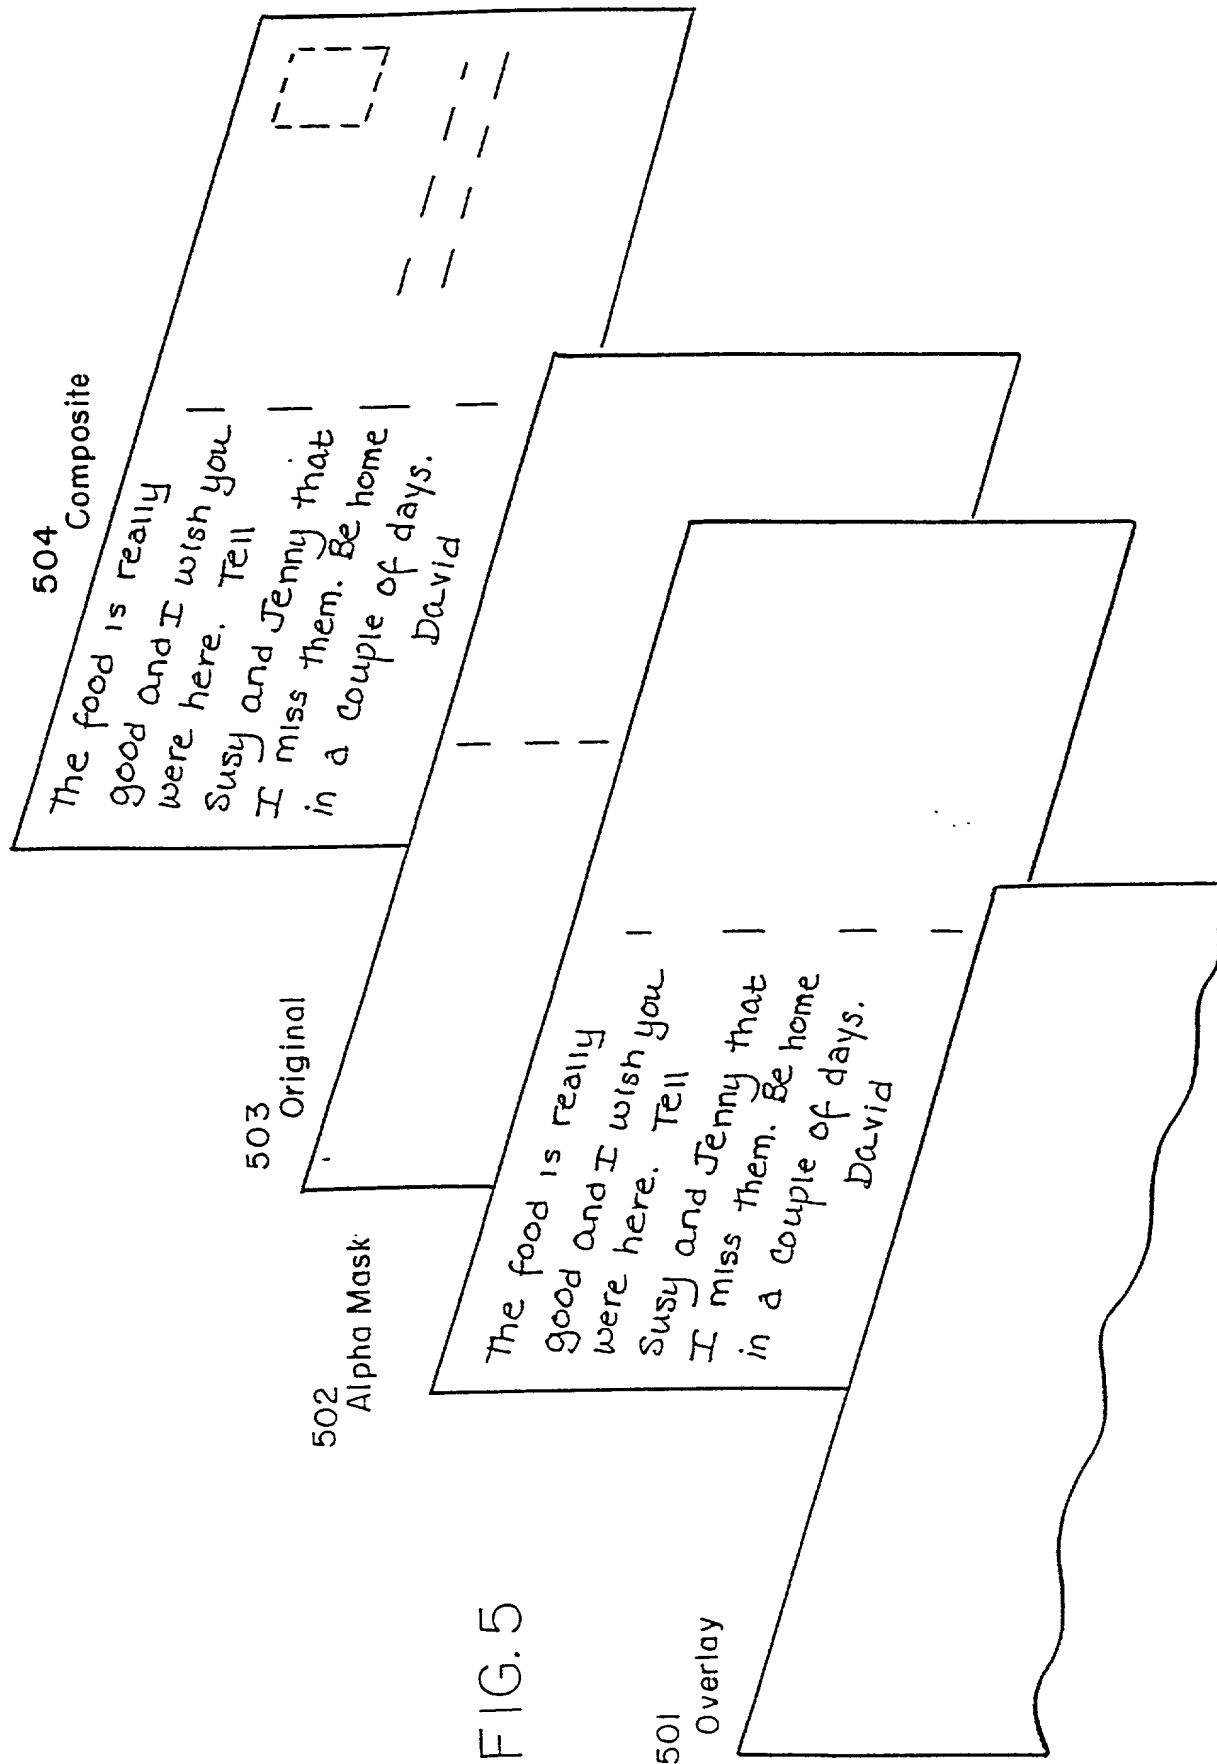 FIG. 5
501
Overlay
502
Alpha Mask
The food is really
good and I wish you
were here. Tell
Susy and Jenny that
I miss them. Be home
in a couple of days.
David
503
Original
504
Composite
The food is really
good and I wish you
were here. Tell
Susy and Jenny that
I miss them. Be home
in a couple of days.
David